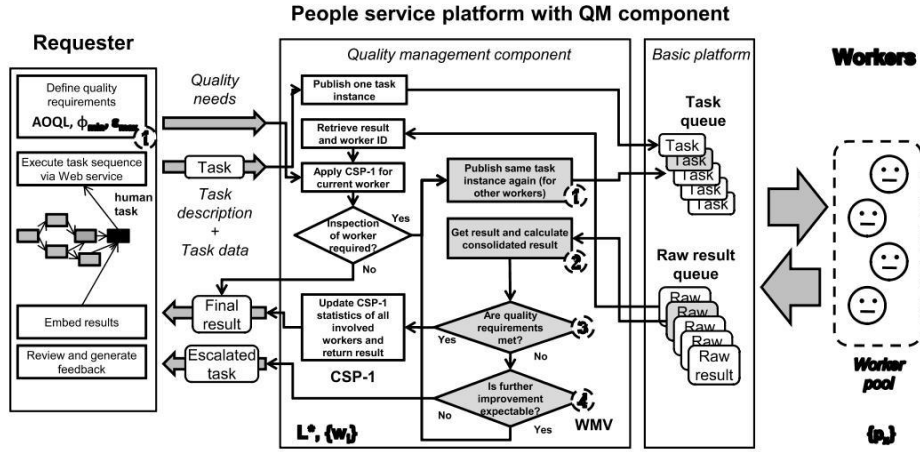 People service platform with QM component
Requester
Define quality
requirements
AOQL, ϕmin, εmax
1
Execute task sequence
via Web service
human
task
Embed results
Review and generate
feedback
Quality
needs
Task
Task
description
+
Task data
Final
result
Escalated
task
Quality management component
Publish one task
instance
Retrieve result
and worker ID
Apply CSP-1 for
current worker
Inspection
of worker
required?
Yes
No
Update CSP-1
statistics of all
involved
workers and
return result
CSP-1
L*, {wi}
Publish same task
instance again (for
other workers)
1
Get result and calculate
consolidated result
2
Are quality
requirements
met?
3
Yes
No
Is further
improvement
expectable?
4
No
Yes
WMV
Basic platform
Task
queue
Task
Task
Task
Task
Task
Raw result
queue
Raw
Raw
Raw
Raw
Raw
result
Workers
Worker
pool